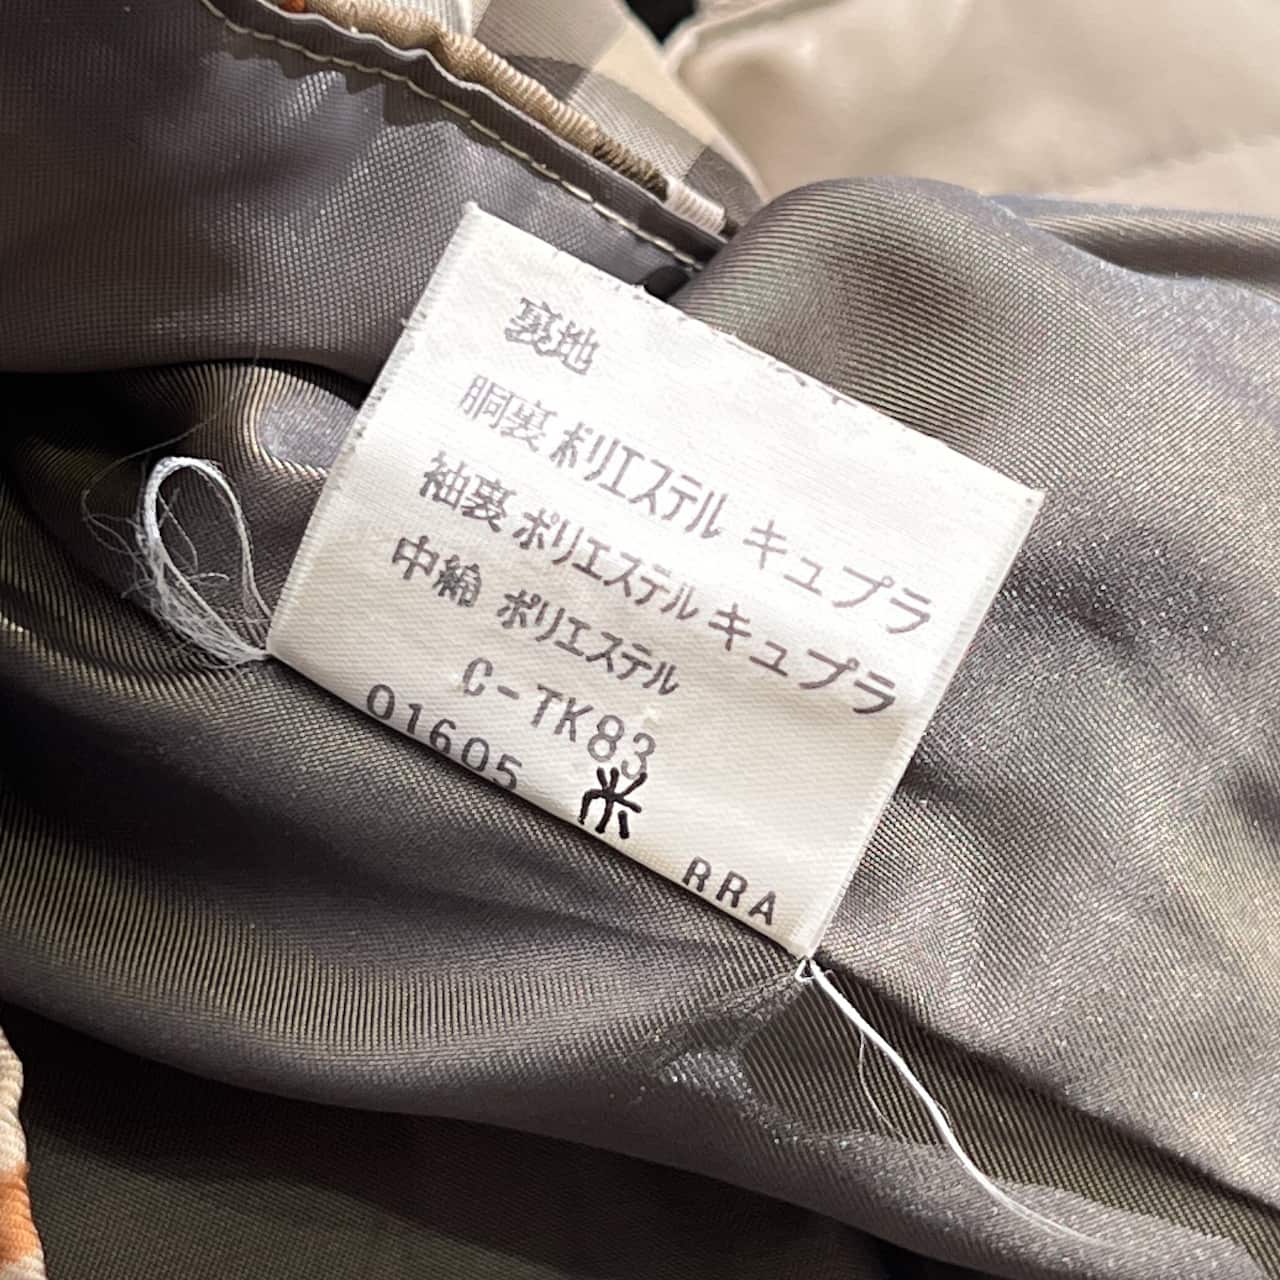 裏地
胴裏 ポリエステル キュプラ
袖裏 ポリエステル キュプラ
中綿 ポリエステル
C-TK83
01605 米
RRA